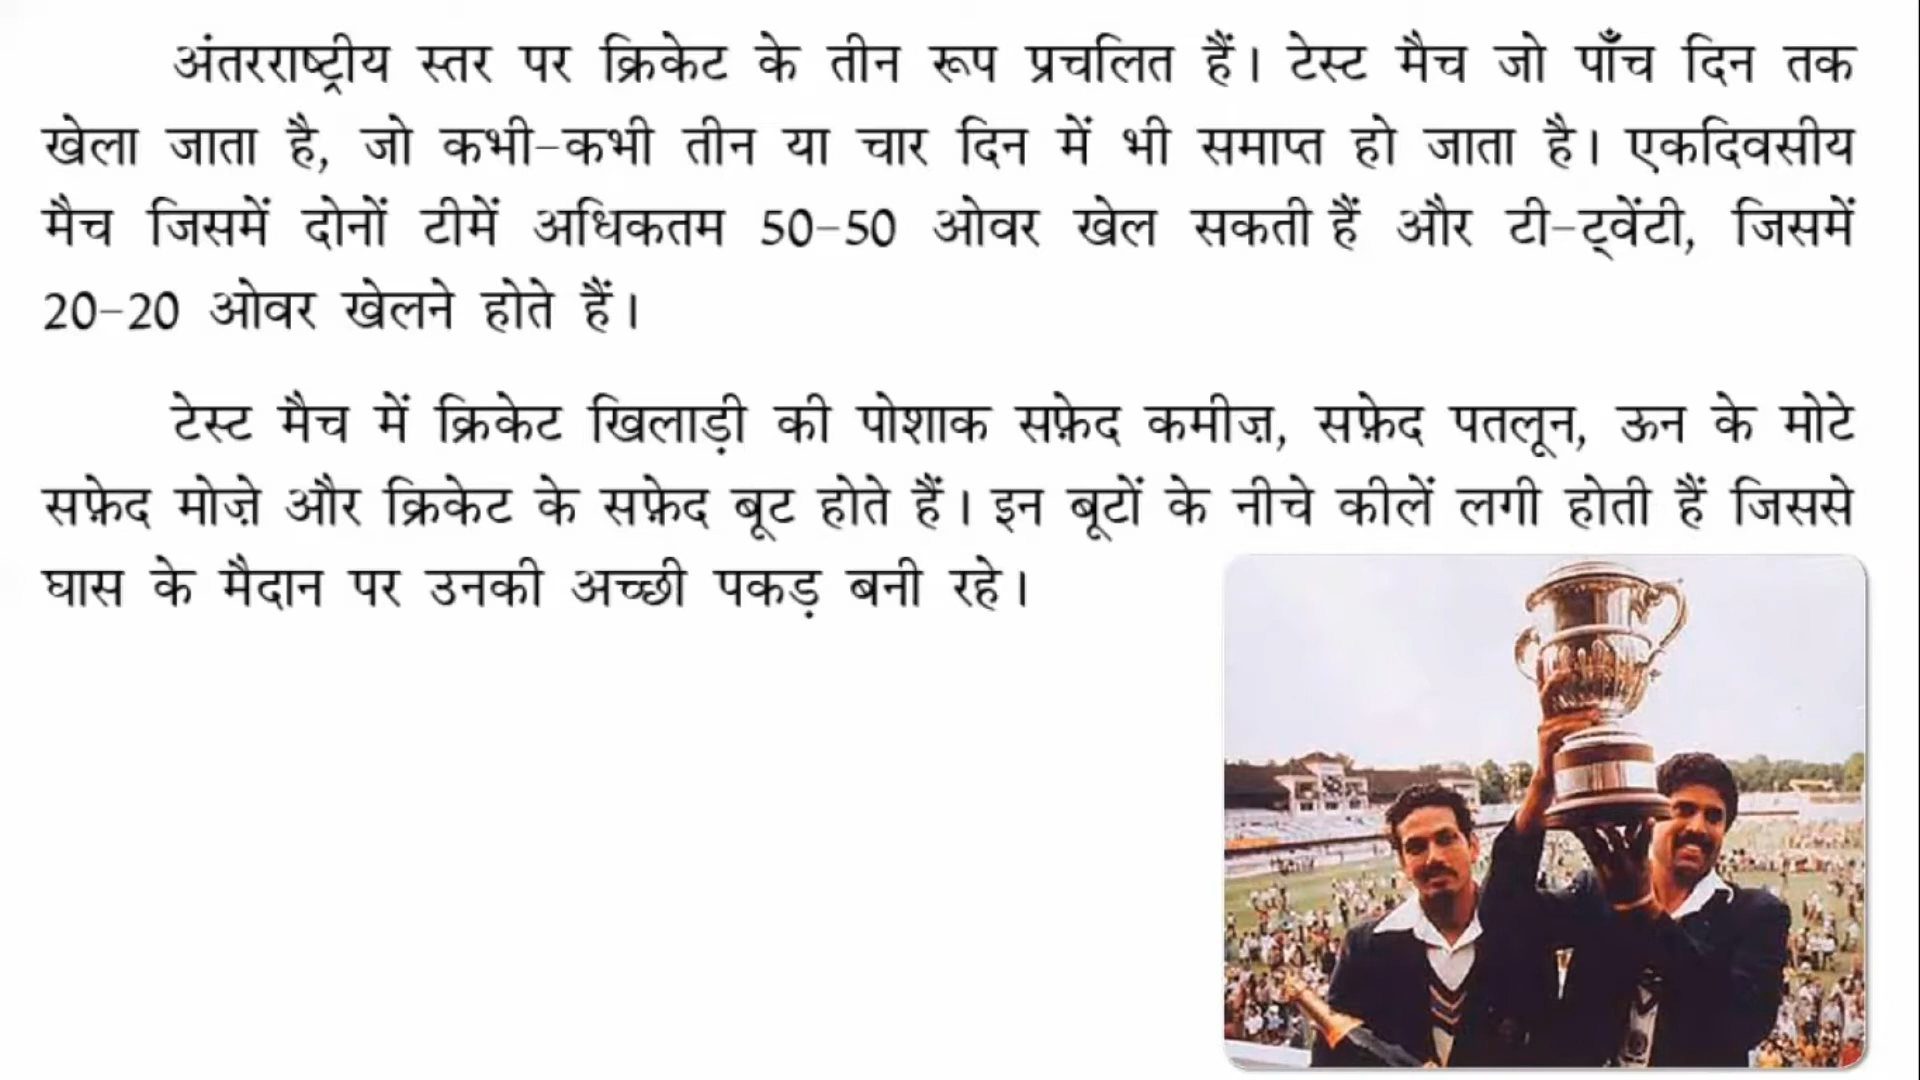 अंतरराष्ट्रीय स्तर पर क्रिकेट के तीन रूप प्रचलित हैं। टेस्ट मैच जो पाँच दिन तक
खेला जाता है, जो कभी-कभी तीन या चार दिन में भी समाप्त हो जाता है। एकदिवसीय
मैच जिसमें दोनों टीमें अधिकतम 50-50 ओवर खेल सकती हैं और टी-ट्वेंटी, जिसमें
20-20 ओवर खेलने होते हैं।
टेस्ट मैच में क्रिकेट खिलाड़ी की पोशाक सफ़ेद कमीज़, सफ़ेद पतलून, ऊन के मोटे
सफ़ेद मोज़े और क्रिकेट के सफ़ेद बूट होते हैं। इन बूटों के नीचे कीलें लगी होती हैं जिससे
घास के मैदान पर उनकी अच्छी पकड़ बनी रहे।